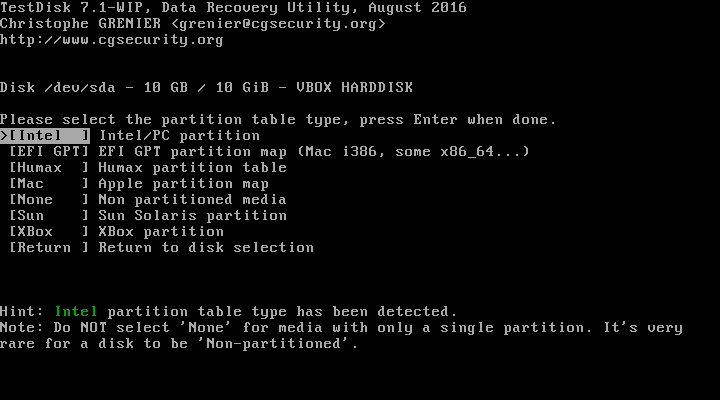 TestDisk 7.1-WIP, Data Recovery Utility, August 2016
Christophe GRENIER <grenier@cgsecurity.org>
http://www.cgsecurity.org
Disk /dev/sda - 10 GB / 10 GiB - VBOX HARDDISK
Please select the partition table type, press Enter when done.
>[Intel  ] Intel/PC partition
 [EFI GPT] EFI GPT partition map (Mac i386, some x86_64...)
 [Humax  ] Humax partition table
 [Mac    ] Apple partition map
 [None   ] Non partitioned media
 [Sun    ] Sun Solaris partition
 [XBox   ] XBox partition
 [Return ] Return to disk selection
Hint: Intel partition table type has been detected.
Note: Do NOT select 'None' for media with only a single partition. It's very
rare for a disk to be 'Non-partitioned'.